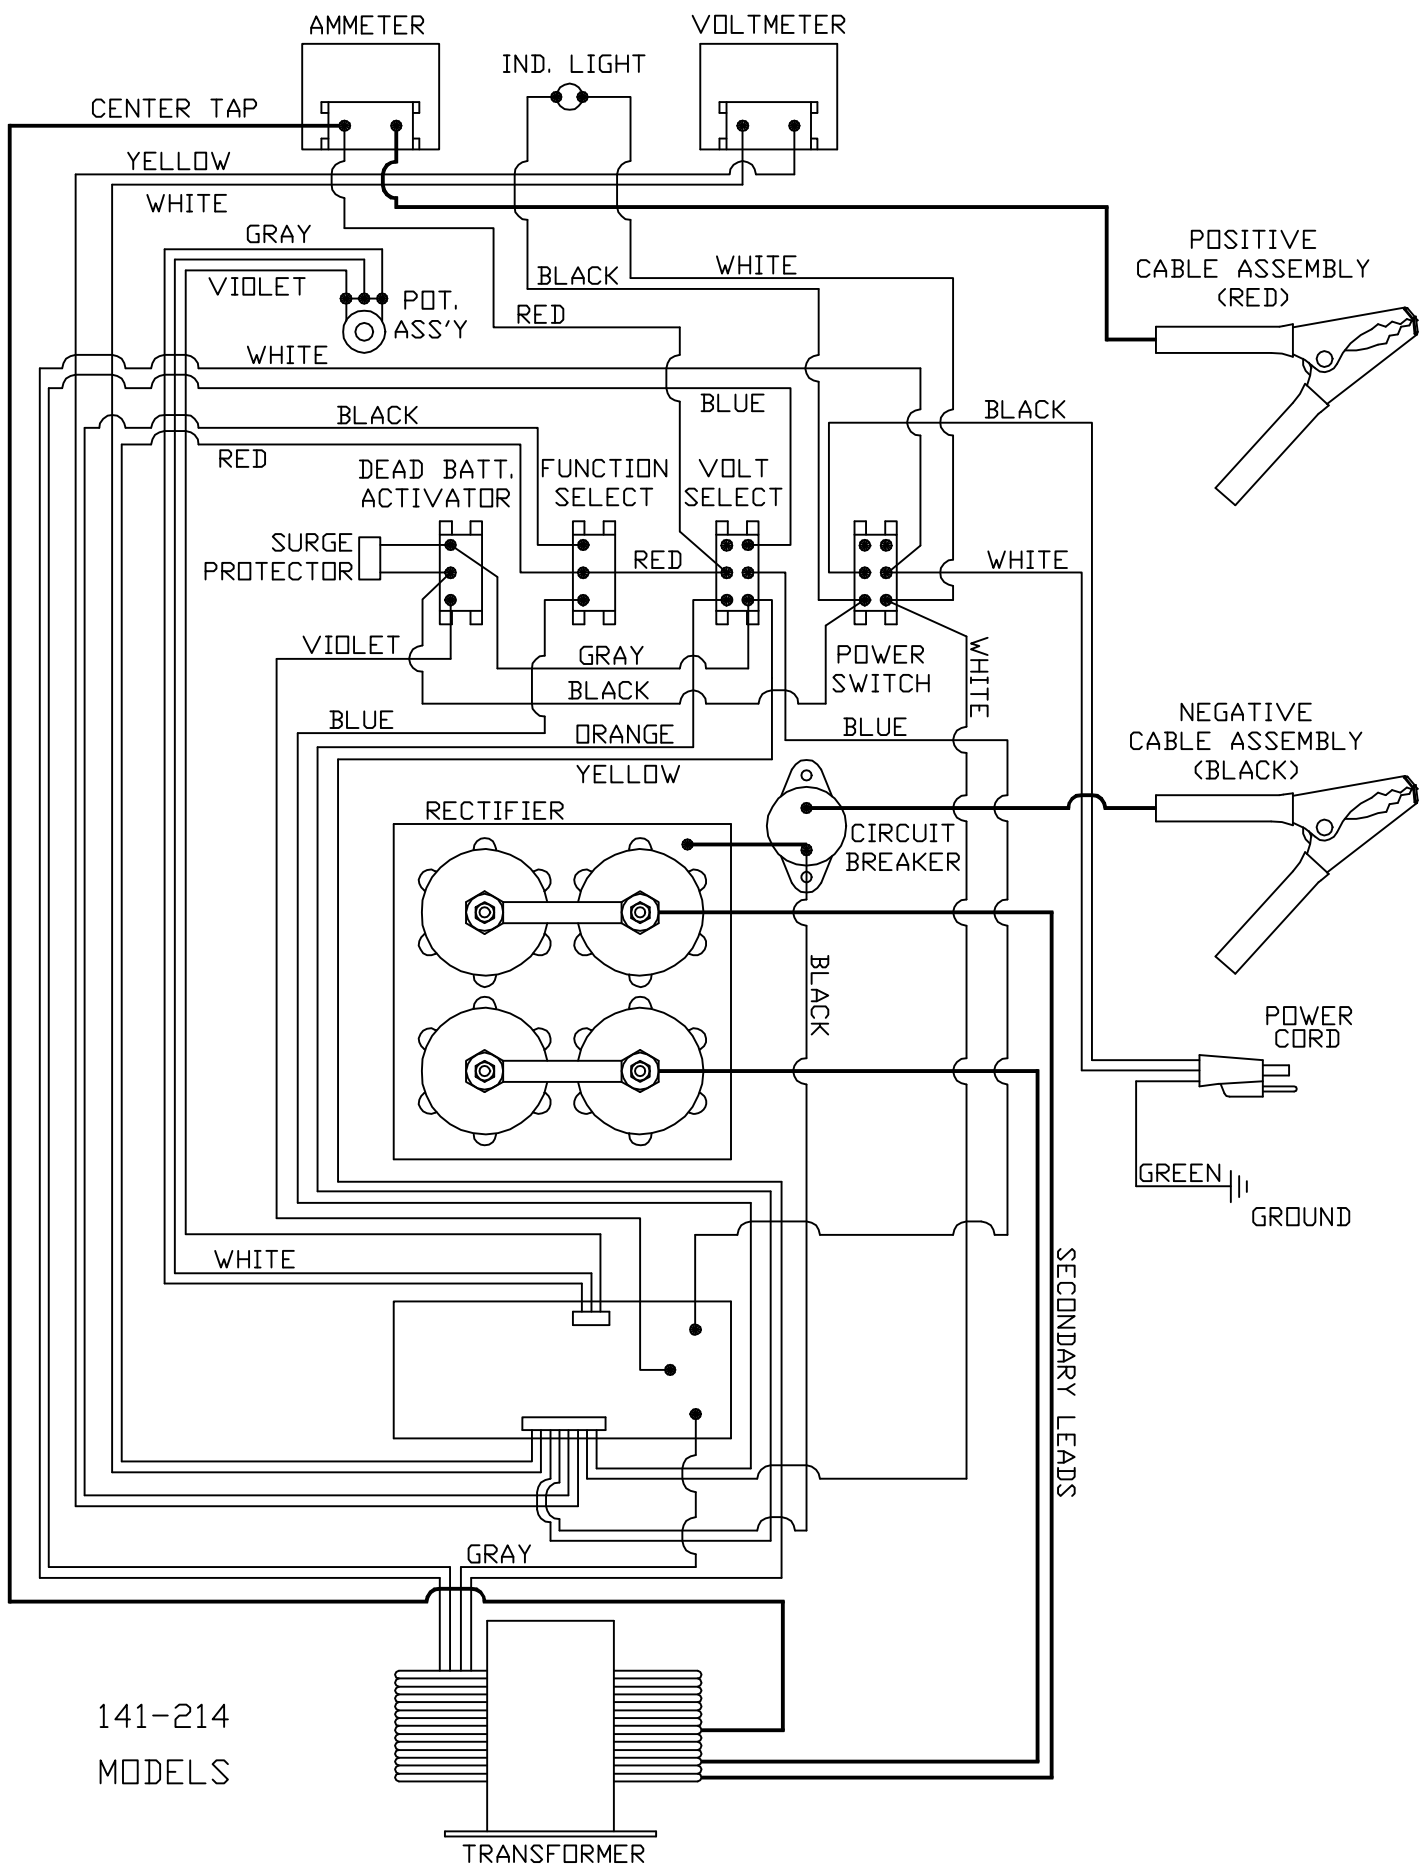 AMMETER
VOLTMETER
IND. LIGHT
CENTER TAP
YELLOW
WHITE
GRAY
VIOLET
POT.
ASS'Y
BLACK
WHITE
RED
POSITIVE
CABLE ASSEMBLY
(RED)
WHITE
BLUE
BLACK
BLACK
RED
DEAD BATT.
ACTIVATOR
FUNCTION
SELECT
VOLT
SELECT
SURGE
PROTECTOR
RED
WHITE
VIOLET
GRAY
POWER
SWITCH
WHITE
BLACK
BLUE
ORANGE
BLUE
YELLOW
NEGATIVE
CABLE ASSEMBLY
(BLACK)
RECTIFIER
CIRCUIT
BREAKER
BLACK
POWER
CORD
GREEN
GROUND
WHITE
SECONDARY LEADS
GRAY
141-214
MODELS
TRANSFORMER